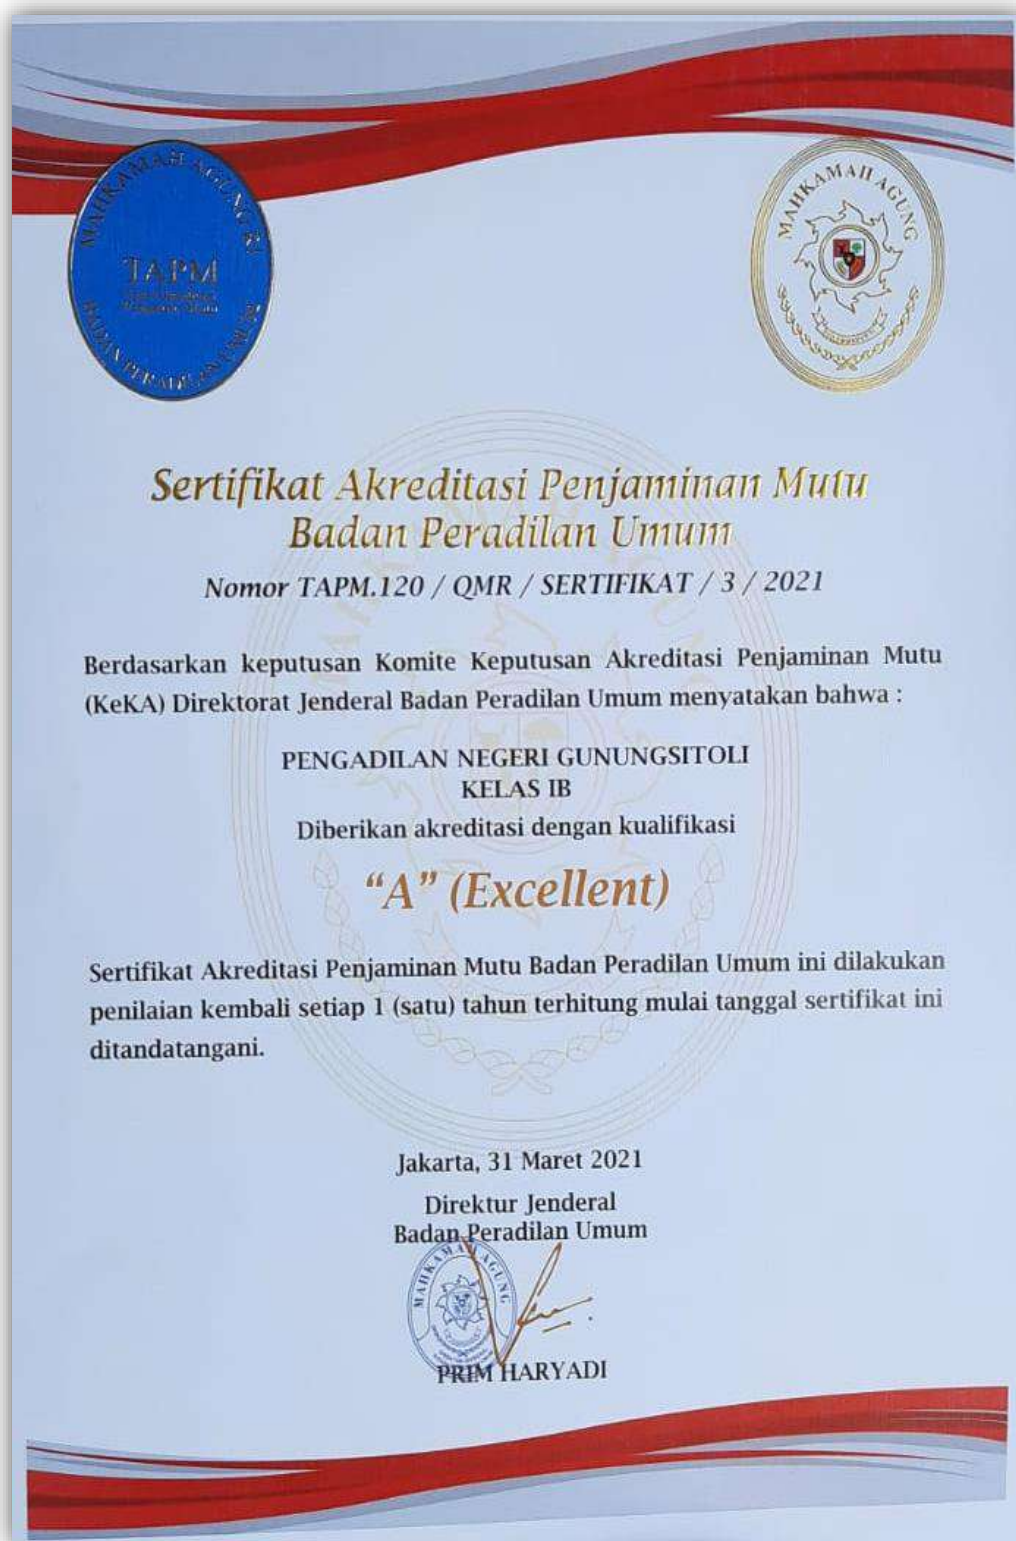 MAHKAMAH AGUNG RI
TAPM
BADAN PERADILAN UMUM
MAHKAMAH AGUNG
Sertifikat Akreditasi Penjaminan Mutu
Badan Peradilan Umum
Nomor TAPM.120 / QMR / SERTIFIKAT / 3 / 2021
Berdasarkan keputusan Komite Keputusan Akreditasi Penjaminan Mutu
(KeKA) Direktorat Jenderal Badan Peradilan Umum menyatakan bahwa :
PENGADILAN NEGERI GUNUNGSITOLI
KELAS IB
Diberikan akreditasi dengan kualifikasi
“A” (Excellent)
Sertifikat Akreditasi Penjaminan Mutu Badan Peradilan Umum ini dilakukan
penilaian kembali setiap 1 (satu) tahun terhitung mulai tanggal sertifikat ini
ditandatangani.
Jakarta, 31 Maret 2021
Direktur Jenderal
Badan Peradilan Umum
MAHKAMAH AGUNG
PRIM HARYADI